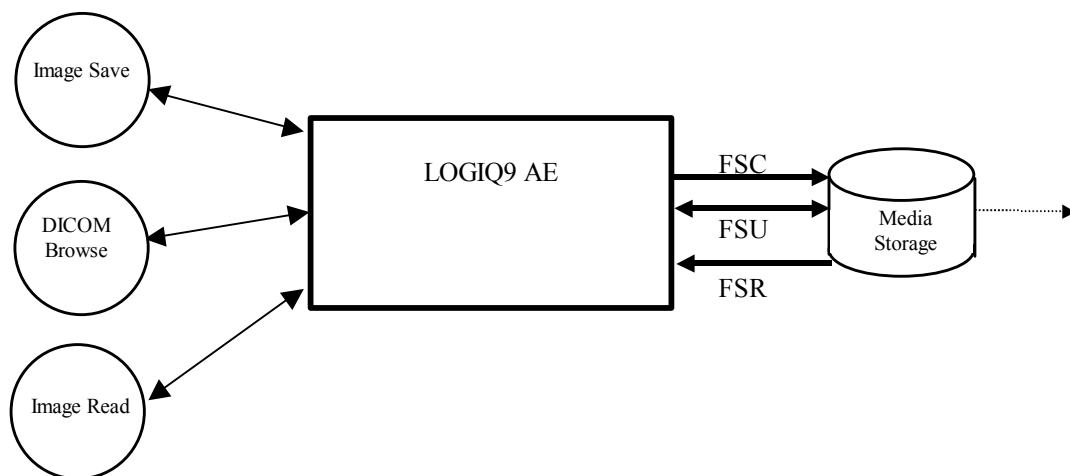 Image Save
DICOM
Browse
Image Read
LOGIQ9 AE
FSC
FSU
FSR
Media
Storage